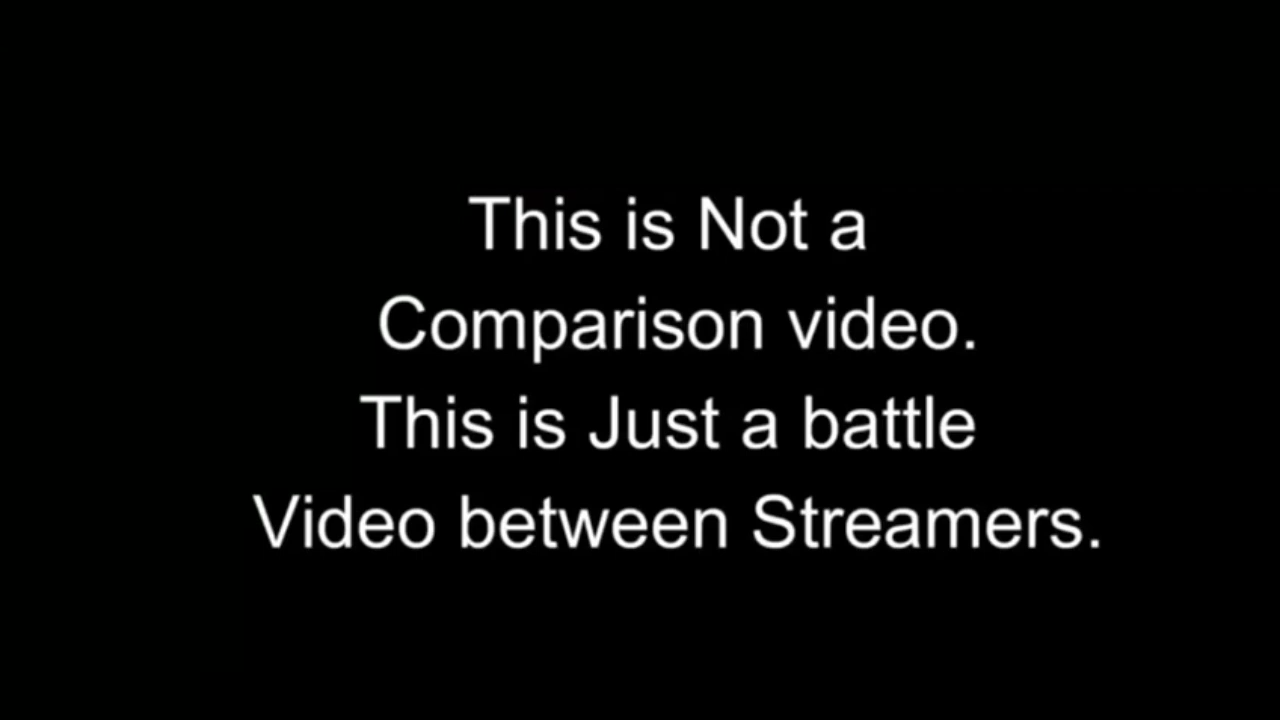 This is Not a
Comparison video.
This is Just a battle
Video between Streamers.